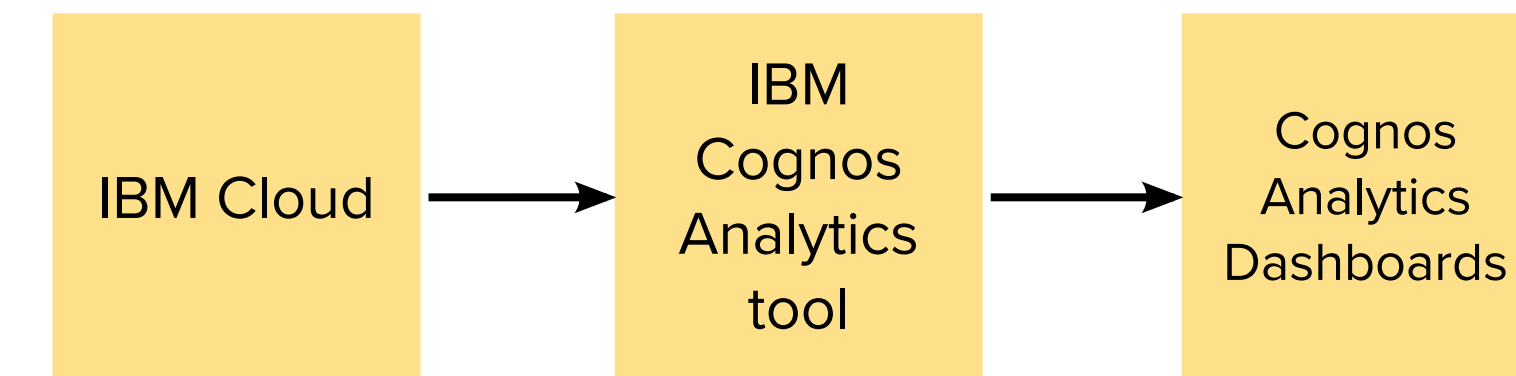 IBM Cloud
IBM
Cognos
Analytics
tool
Cognos
Analytics
Dashboards